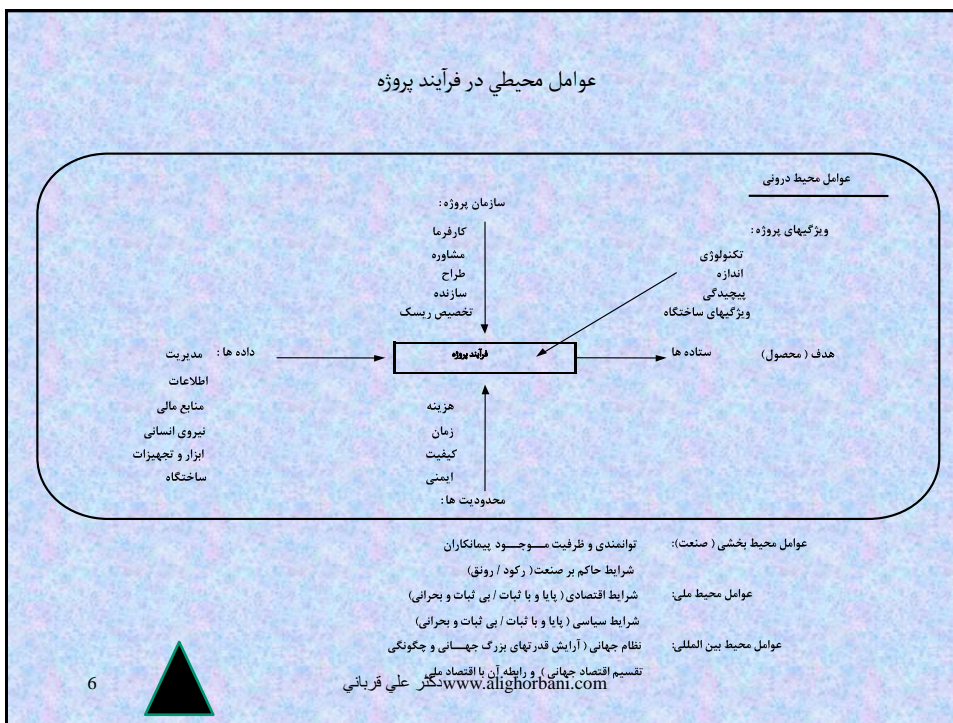 عوامل محيطي در فرآيند پروژه
عوامل محیط درونی
سازمان پروژه :
کارفرما
مشاوره
طراح
سازنده
تخصیص ریسک
ویژگیهای پروژه :
تکنولوژی
اندازه
پیچیدگی
ویژگیهای ساختگاه
هدف ( محصول)
ستاده ها
فرآیند پروژه
داده ها : مدیریت
اطلاعات
منابع مالی
نیروی انسانی
ابزار و تجهیزات
ساختگاه
هزینه
زمان
کیفیت
ایمنی
محدودیت ها :
عوامل محیط بخشی ( صنعت): توانمندی و ظرفیت مــوجــود پیمانکاران
شرایط حاکم بر صنعت( رکود / رونق)
عوامل محیط ملی: شرایط اقتصادی ( پایا و با ثبات / بی ثبات و بحرانی)
شرایط سیاسی ( پایا و با ثبات / بی ثبات و بحرانی)
عوامل محیط بین المللی: نظام جهانی ( آرایش قدرتهای بزرگ جهــانی و چگونگی
تقسیم اقتصاد جهانی ) و رابطه آن با اقتصاد ملی
www.alighorbani.com دكتر علي قرباني
6